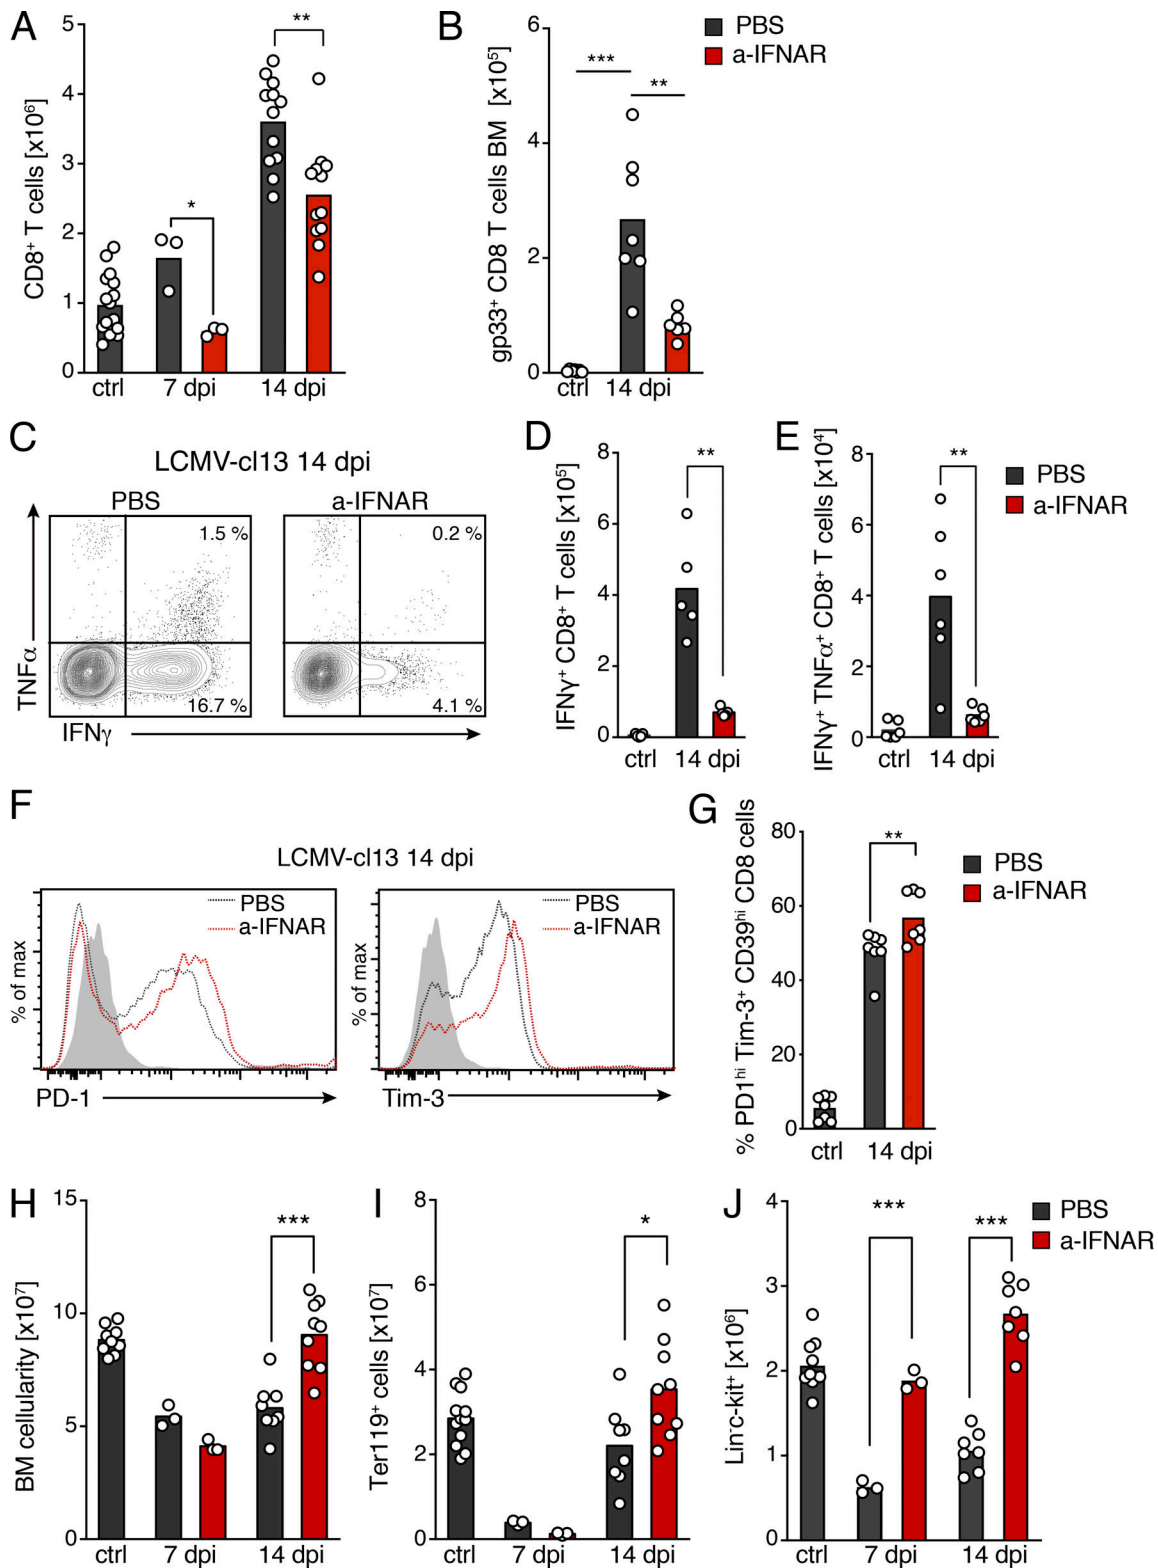 A
CD8⁺ T cells [x10⁶]
5
4
3
2
1
0
**
*
ctrl 7 dpi 14 dpi
B
gp33⁺ CD8 T cells BM [x10⁵]
6
4
2
0
***
**
ctrl 14 dpi
PBS
a-IFNAR
C
LCMV-cl13 14 dpi
PBS a-IFNAR
1.5 % 0.2 %
16.7 % 4.1 %
TNFα
IFNγ
D
IFNγ⁺ CD8⁺ T cells [x10⁵]
8
6
4
2
0
**
ctrl 14 dpi
E
IFNγ⁺ TNFα⁺ CD8⁺ T cells [x10⁴]
8
6
4
2
0
**
ctrl 14 dpi
PBS
a-IFNAR
F
LCMV-cl13 14 dpi
% of max
PBS
a-IFNAR
PD-1
% of max
PBS
a-IFNAR
Tim-3
G
% PD1ʰⁱ Tim-3⁺ CD39ʰⁱ CD8 cells
80
60
40
20
0
**
ctrl 14 dpi
PBS
a-IFNAR
H
BM cellularity [x10⁷]
15
10
5
0
***
ctrl 7 dpi 14 dpi
I
Ter119⁺ cells [x10⁷]
8
6
4
2
0
*
ctrl 7 dpi 14 dpi
J
Lin⁻c-kit⁺ [x10⁶]
4
3
2
1
0
***
***
ctrl 7 dpi 14 dpi
PBS
a-IFNAR